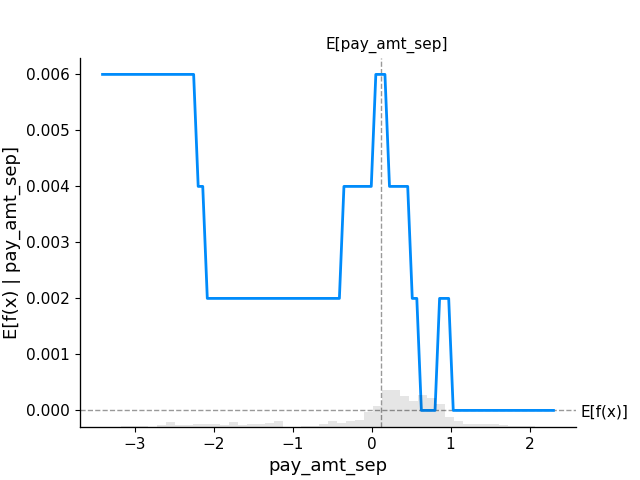 E[pay_amt_sep]
0.006
0.005
0.004
0.003
0.002
0.001
0.000
E[f(x) | pay_amt_sep]
E[f(x)]
−3 −2 −1 0 1 2
pay_amt_sep